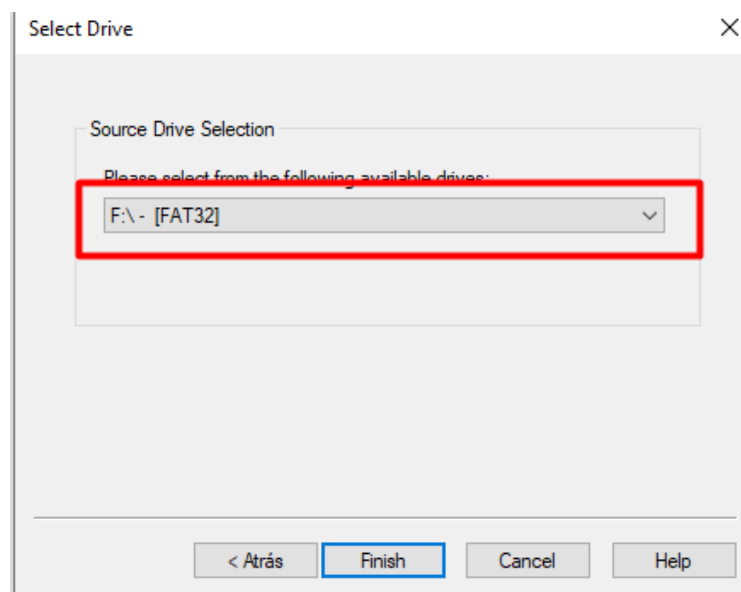 Select Drive
Source Drive Selection
Please select from the following available drives:
F:\ - [FAT32]
< Atrás
Finish
Cancel
Help